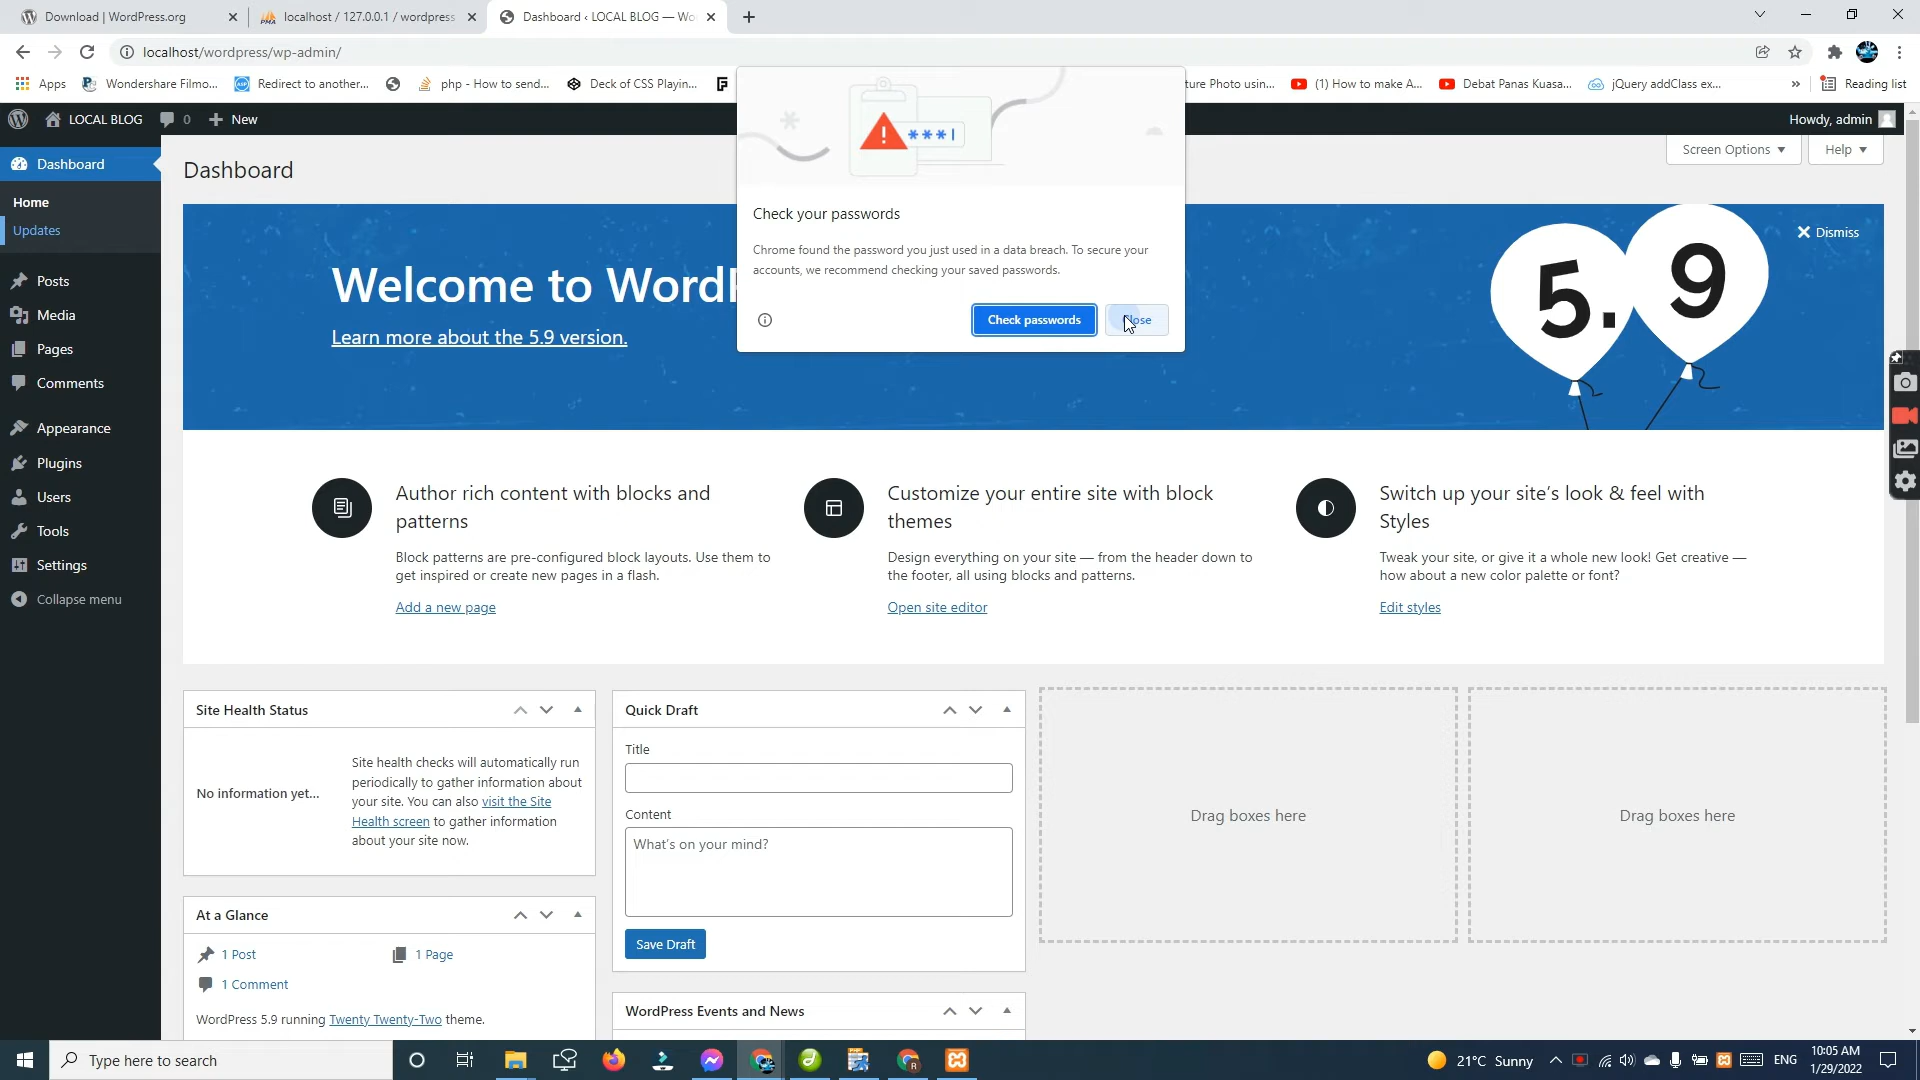 Download | WordPress.org
localhost / 127.0.0.1 / wordpress
Dashboard ‹ LOCAL BLOG — Wo
localhost/wordpress/wp-admin/
Apps
Wondershare Filmo...
Redirect to another...
php - How to send...
Deck of CSS Playin...
ture Photo usin...
(1) How to make A...
Debat Panas Kuasa...
jQuery addClass ex...
»
Reading list
LOCAL BLOG
0
New
Howdy, admin
Dashboard
Home
Updates
Posts
Media
Pages
Comments
Appearance
Plugins
Users
Tools
Settings
Collapse menu
Dashboard
Screen Options
Help
Welcome to WordP
Learn more about the 5.9 version.
5.9
Dismiss
***
Check your passwords
Chrome found the password you just used in a data breach. To secure your
accounts, we recommend checking your saved passwords.
Check passwords
Close
Author rich content with blocks and
patterns
Block patterns are pre-configured block layouts. Use them to
get inspired or create new pages in a flash.
Add a new page
Customize your entire site with block
themes
Design everything on your site — from the header down to
the footer, all using blocks and patterns.
Open site editor
Switch up your site's look & feel with
Styles
Tweak your site, or give it a whole new look! Get creative —
how about a new color palette or font?
Edit styles
Site Health Status
No information yet...
Site health checks will automatically run
periodically to gather information about
your site. You can also visit the Site
Health screen to gather information
about your site now.
At a Glance
1 Post
1 Page
1 Comment
WordPress 5.9 running Twenty Twenty-Two theme.
Quick Draft
Title
Content
What's on your mind?
Save Draft
WordPress Events and News
Drag boxes here
Drag boxes here
Type here to search
21°C Sunny
ENG
10:05 AM
1/29/2022